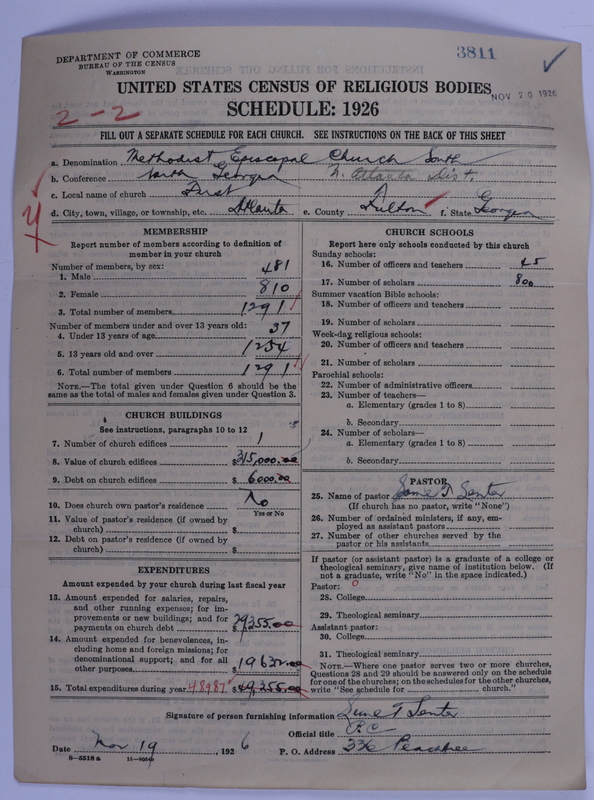 DEPARTMENT OF COMMERCE
BUREAU OF THE CENSUS
WASHINGTON
3811
UNITED STATES CENSUS OF RELIGIOUS BODIES
NOV 20 1926
SCHEDULE: 1926
2-2
FILL OUT A SEPARATE SCHEDULE FOR EACH CHURCH. SEE INSTRUCTIONS ON THE BACK OF THIS SHEET
a. Denomination Methodist Episcopal Church South
b. Conference North Georgia N. Atlanta Dist.
c. Local name of church First
d. City, town, village, or township, etc. Atlanta e. County Fulton f. State Georgia
MEMBERSHIP
Report number of members according to definition of
member in your church
Number of members, by sex:
1. Male 481
2. Female 810
3. Total number of members 1291
Number of members under and over 13 years old:
4. Under 13 years of age 37
5. 13 years old and over 1254
6. Total number of members 1291
NOTE.—The total given under Question 6 should be
the same as the total of males and females given under Question 3.
CHURCH BUILDINGS
See instructions, paragraphs 10 to 12
7. Number of church edifices 1
8. Value of church edifices $315,000.00
9. Debt on church edifices $6000.00
10. Does church own pastor's residence No
Yes or No
11. Value of pastor's residence (if owned by
church) $
12. Debt on pastor's residence (if owned by
church) $
EXPENDITURES
Amount expended by your church during last fiscal year
13. Amount expended for salaries, repairs,
and other running expenses; for im-
provements or new buildings; and for
payments on church debt $29355.00
14. Amount expended for benevolences, in-
cluding home and foreign missions; for
denominational support; and for all
other purposes $19632.00
15. Total expenditures during year 48987 $49,355.00
CHURCH SCHOOLS
Report here only schools conducted by this church
Sunday schools:
16. Number of officers and teachers 45
17. Number of scholars 800
Summer vacation Bible schools:
18. Number of officers and teachers
19. Number of scholars
Week-day religious schools:
20. Number of officers and teachers
21. Number of scholars
Parochial schools:
22. Number of administrative officers
23. Number of teachers—
a. Elementary (grades 1 to 8)
b. Secondary
24. Number of scholars—
a. Elementary (grades 1 to 8)
b. Secondary
PASTOR
25. Name of pastor
(If church has no pastor, write "None")
26. Number of ordained ministers, if any, em-
ployed as assistant pastors
27. Number of other churches served by the
pastor or his assistants
If pastor (or assistant pastor) is a graduate of a college or
theological seminary, give name of institution below. (If
not a graduate, write "No" in the space indicated.)
Pastor: 0
28. College
29. Theological seminary
Assistant pastor:
30. College
31. Theological seminary
NOTE.—Where one pastor serves two or more churches,
Questions 28 and 29 should be answered only on the schedule
for one of the churches; on the schedules for the other churches,
write "See schedule for church."
Signature of person furnishing information
Official title P.C.
Date Nov 19, 1926 P. O. Address 336 Peachtree
8—5518 a